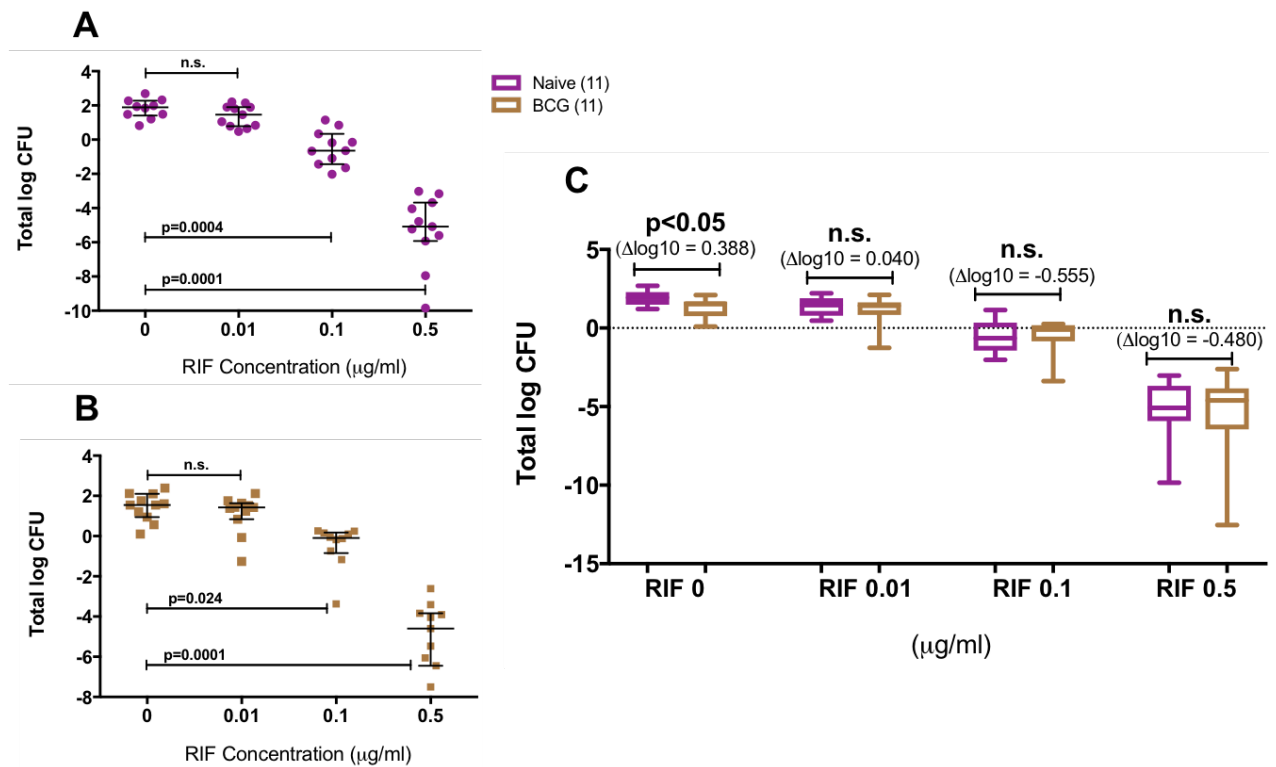 A
4
2
0
-2
-4
-6
-8
-10
Total log CFU
n.s.
p=0.0004
p=0.0001
0 0.01 0.1 0.5
RIF Concentration (μg/ml)
Naive (11)
BCG (11)
B
4
2
0
-2
-4
-6
-8
Total log CFU
n.s.
p=0.024
p=0.0001
0 0.01 0.1 0.5
RIF Concentration (μg/ml)
C
5
0
-5
-10
-15
Total log CFU
p<0.05
(Δlog10 = 0.388)
n.s.
(Δlog10 = 0.040)
n.s.
(Δlog10 = -0.555)
n.s.
(Δlog10 = -0.480)
RIF 0 RIF 0.01 RIF 0.1 RIF 0.5
(μg/ml)